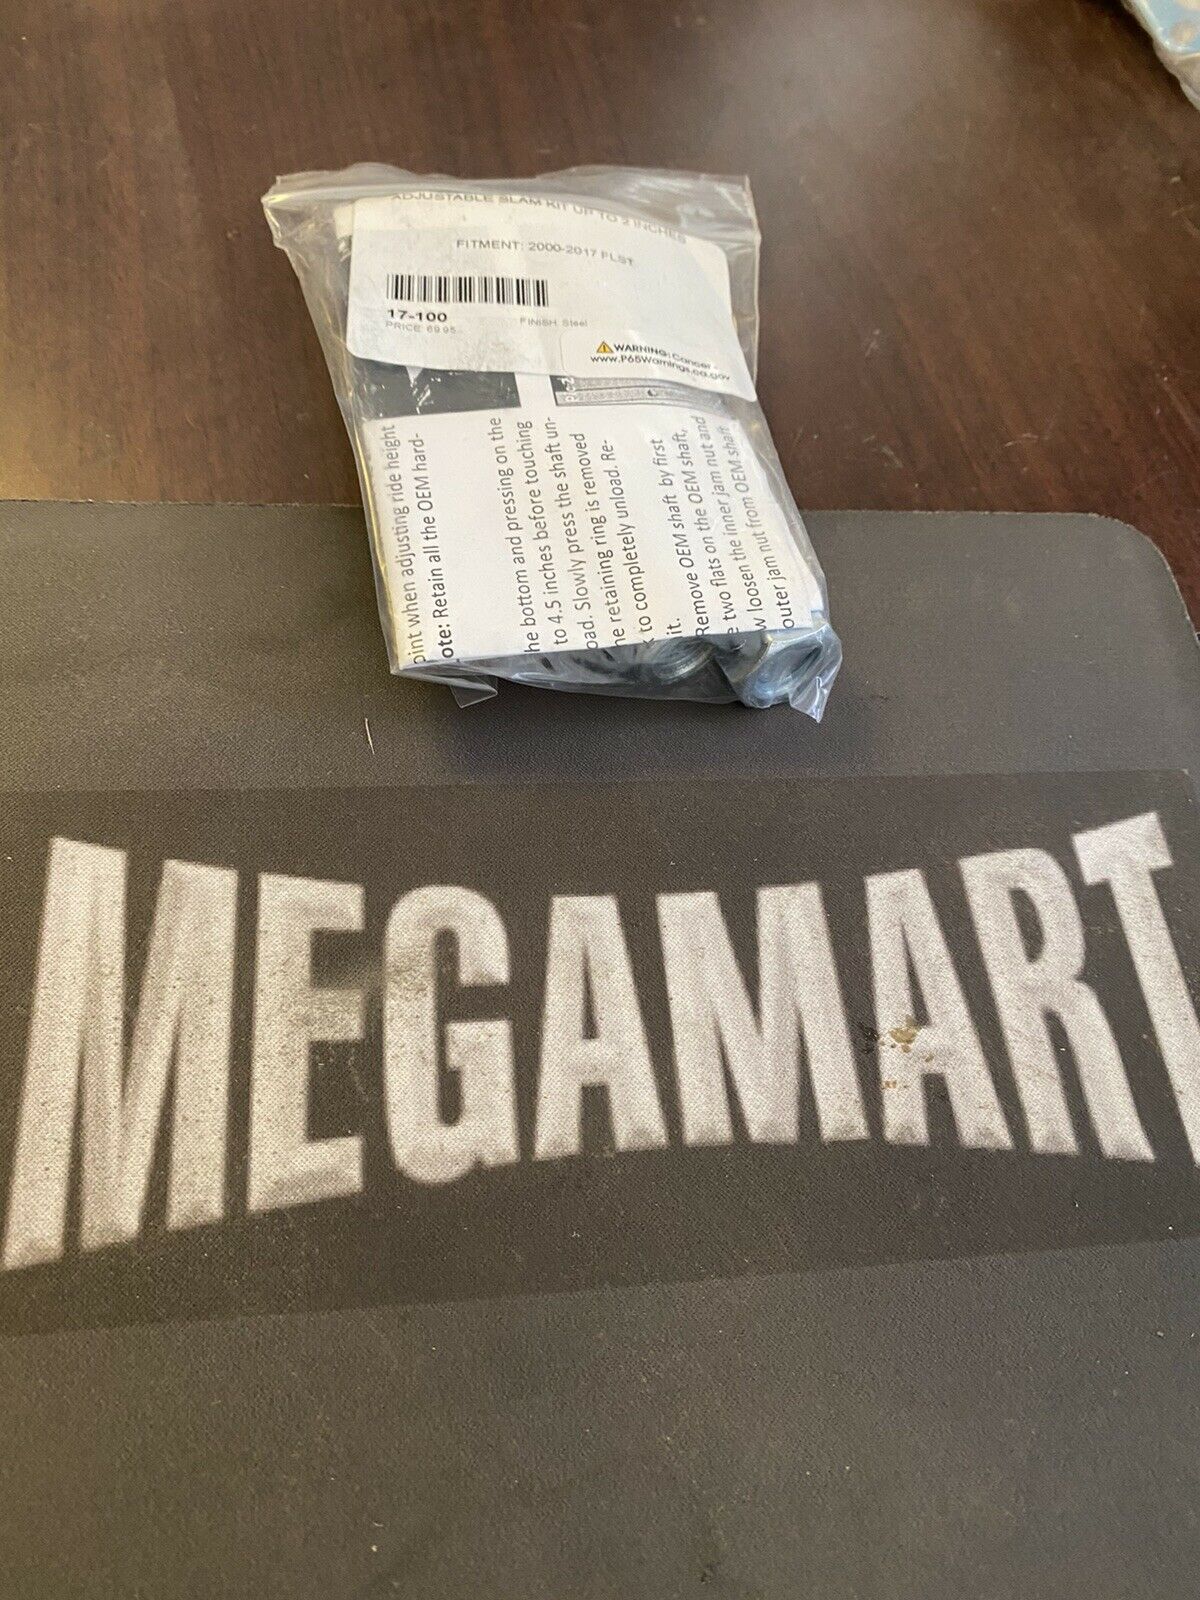 ADJUSTABLE SLAM KIT UP TO 2 INCHES
FITMENT: 2000-2017 FLST
17-100
PRICE 69.95
FINISH Steel
WARNING: Cancer
www.P65Warnings.ca.gov
oint when adjusting ride height
ote: Retain all the OEM hard-
he bottom and pressing on the
to 4.5 inches before touching
oad. Slowly press the shaft un-
he retaining ring is removed
to completely unload. Re-
it.
Remove OEM shaft by first
e two flats on the OEM shaft,
w loosen the inner jam nut and
outer jam nut from OEM shaft
MEGAMART